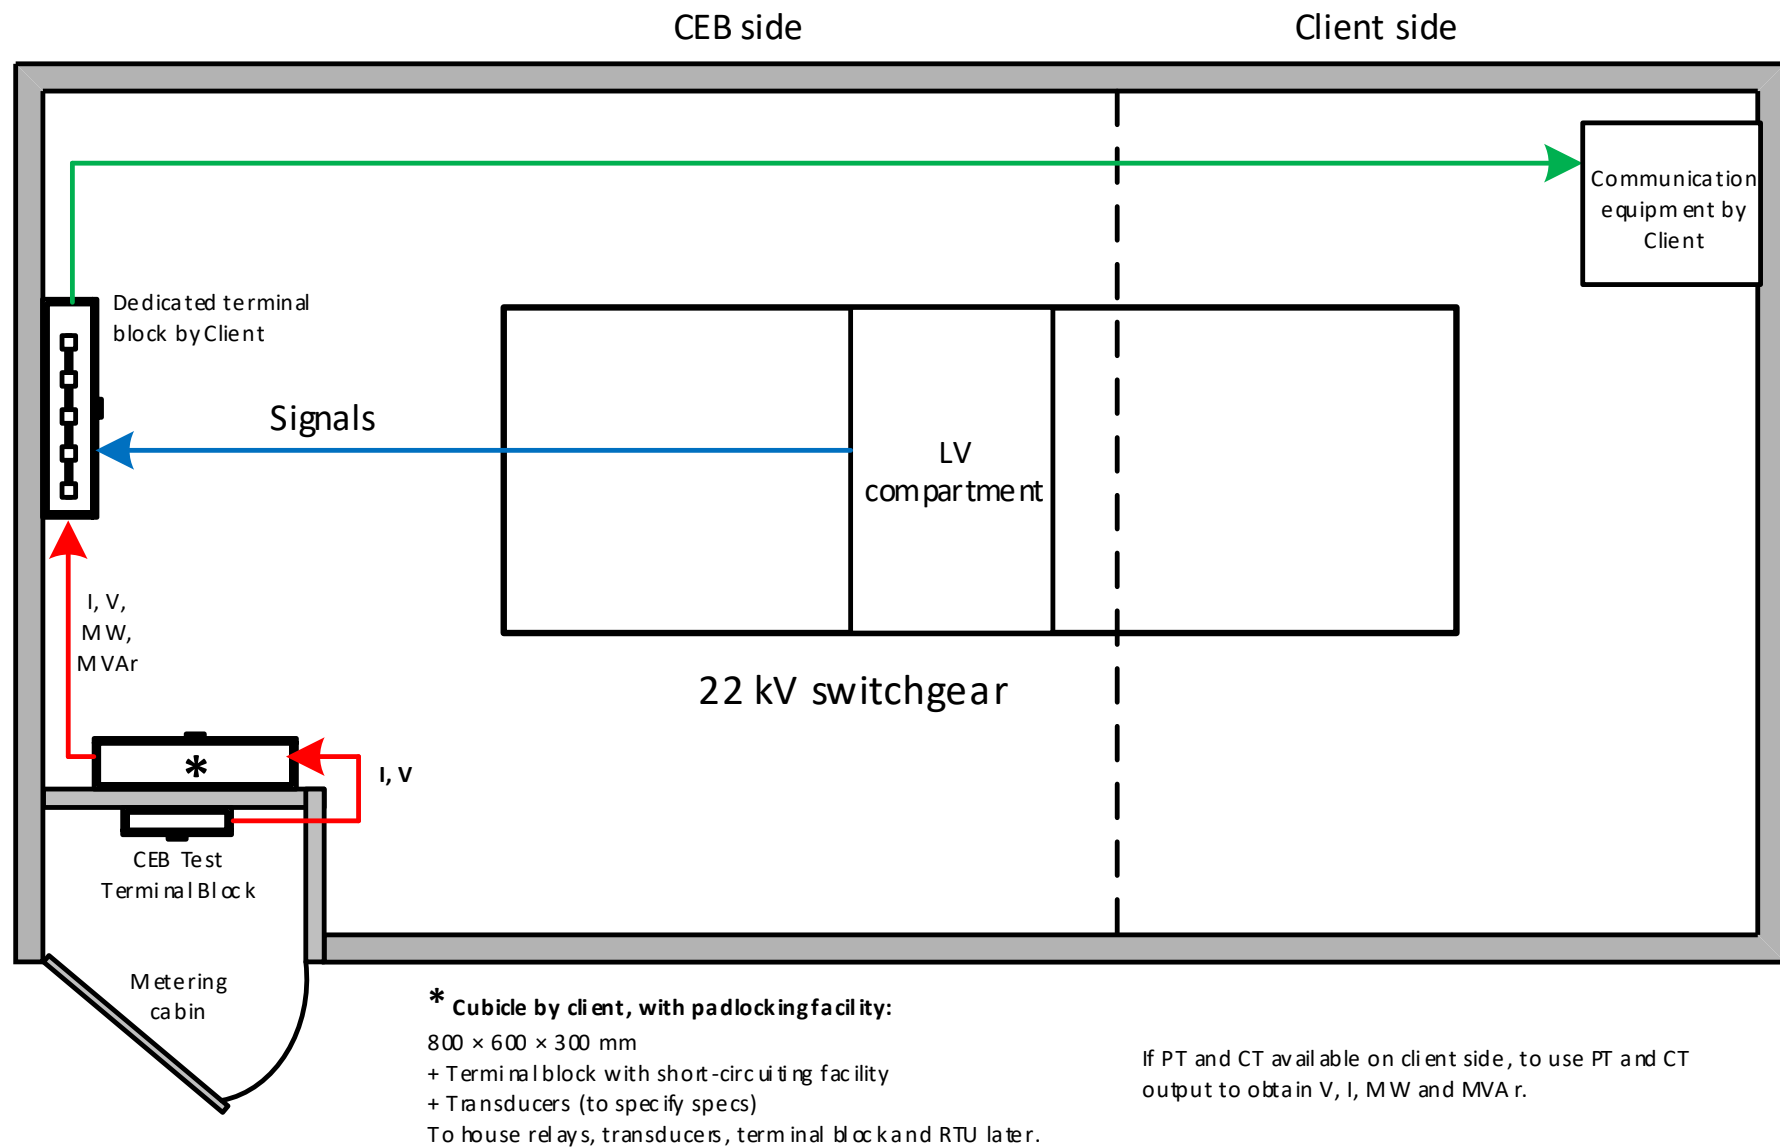 CEB side
Client side
Communication
equipment by
Client
Dedicated terminal
block by Client
Signals
LV
compartment
I, V,
MW,
MVAr
22 kV switchgear
*
I, V
CEB Test
Terminal Block
Metering
cabin
* Cubicle by client, with padlocking facility:
800 × 600 × 300 mm
+ Terminal block with short-circuiting facility
+ Transducers (to specify specs)
To house relays, transducers, terminal block and RTU later.
If PT and CT available on client side, to use PT and CT
output to obtain V, I, MW and MVAr.